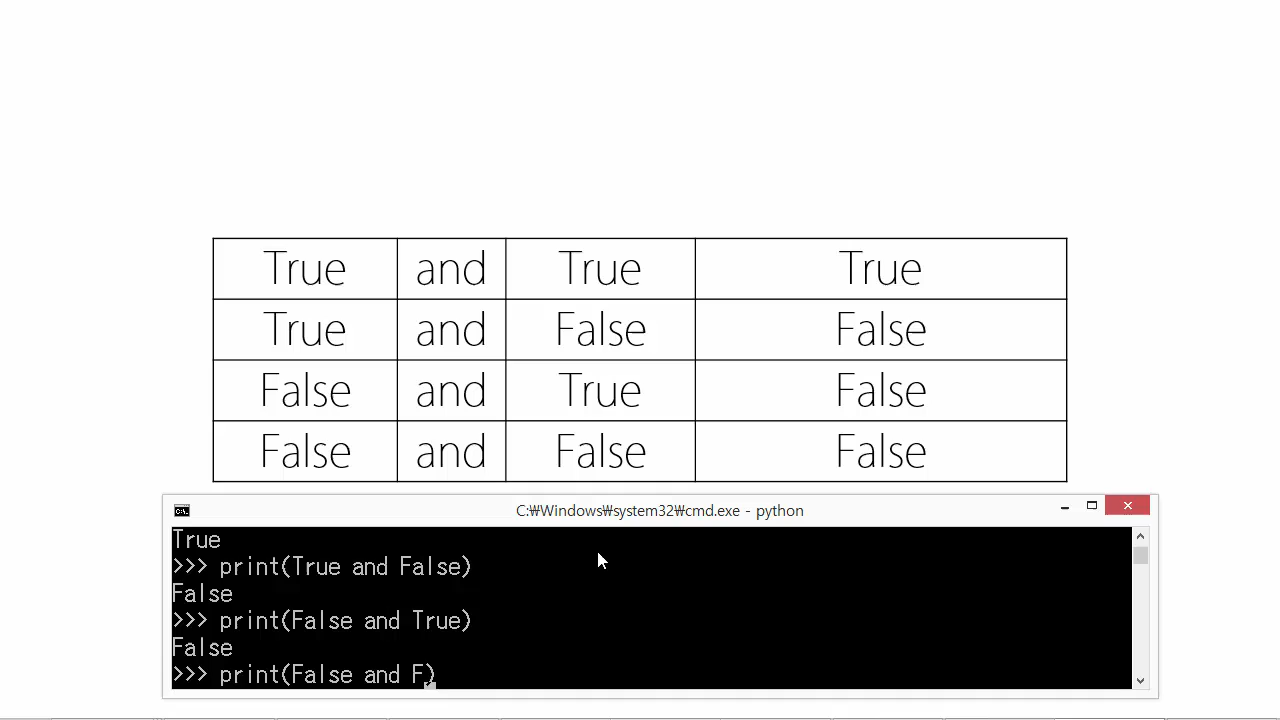 True and True True
True and False False
False and True False
False and False False
C:₩Windows₩system32₩cmd.exe - python
True
>>> print(True and False)
False
>>> print(False and True)
False
>>> print(False and F)